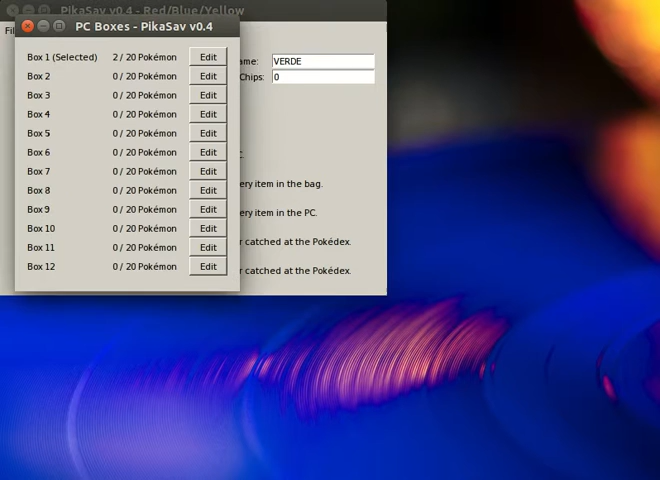 PikaSav v0.4 - Red/Blue/Yellow
PC Boxes - PikaSav v0.4
Box 1 (Selected) 2 / 20 Pokémon Edit
Box 2 0 / 20 Pokémon Edit
Box 3 0 / 20 Pokémon Edit
Box 4 0 / 20 Pokémon Edit
Box 5 0 / 20 Pokémon Edit
Box 6 0 / 20 Pokémon Edit
Box 7 0 / 20 Pokémon Edit
Box 8 0 / 20 Pokémon Edit
Box 9 0 / 20 Pokémon Edit
Box 10 0 / 20 Pokémon Edit
Box 11 0 / 20 Pokémon Edit
Box 12 0 / 20 Pokémon Edit
ame: VERDE
Chips: 0
ery item in the bag.
ery item in the PC.
r catched at the Pokédex.
r catched at the Pokédex.